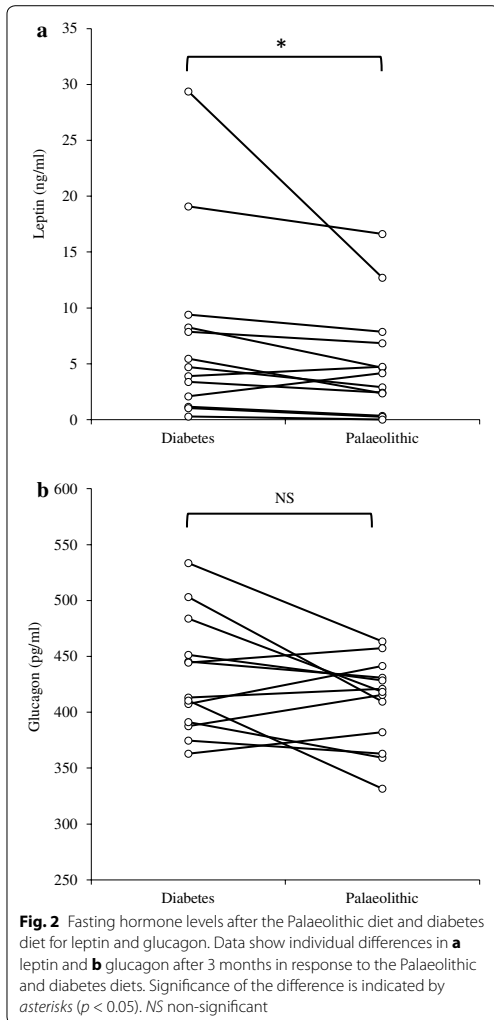 a
35
*
30
25
20
15
10
5
0
Leptin (ng/ml)
Diabetes Palaeolithic
b
600
NS
550
500
450
400
350
300
250
Glucagon (pg/ml)
Diabetes Palaeolithic
Fig. 2 Fasting hormone levels after the Palaeolithic diet and diabetes
diet for leptin and glucagon. Data show individual differences in a
leptin and b glucagon after 3 months in response to the Palaeolithic
and diabetes diets. Significance of the difference is indicated by
asterisks (p < 0.05). NS non-significant